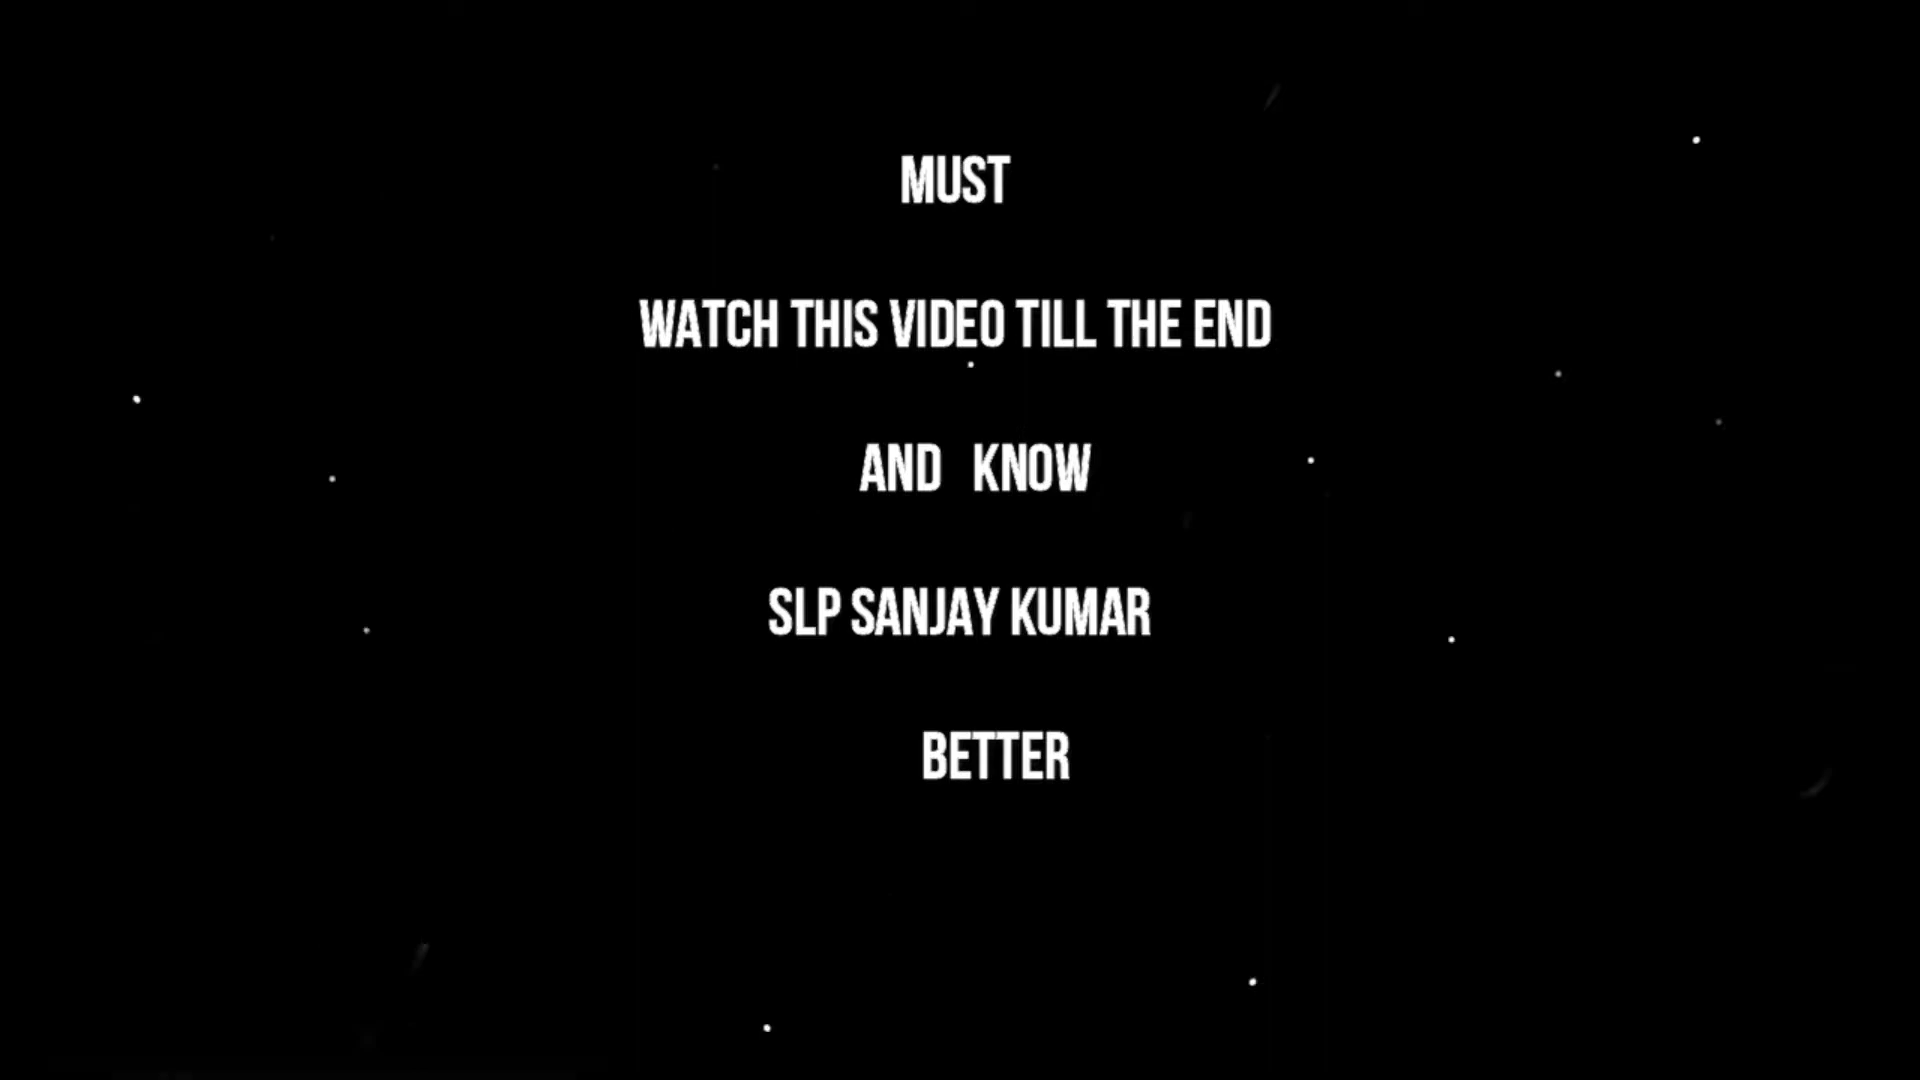 MUST
WATCH THIS VIDEO TILL THE END
AND KNOW
SLP SANJAY KUMAR
BETTER